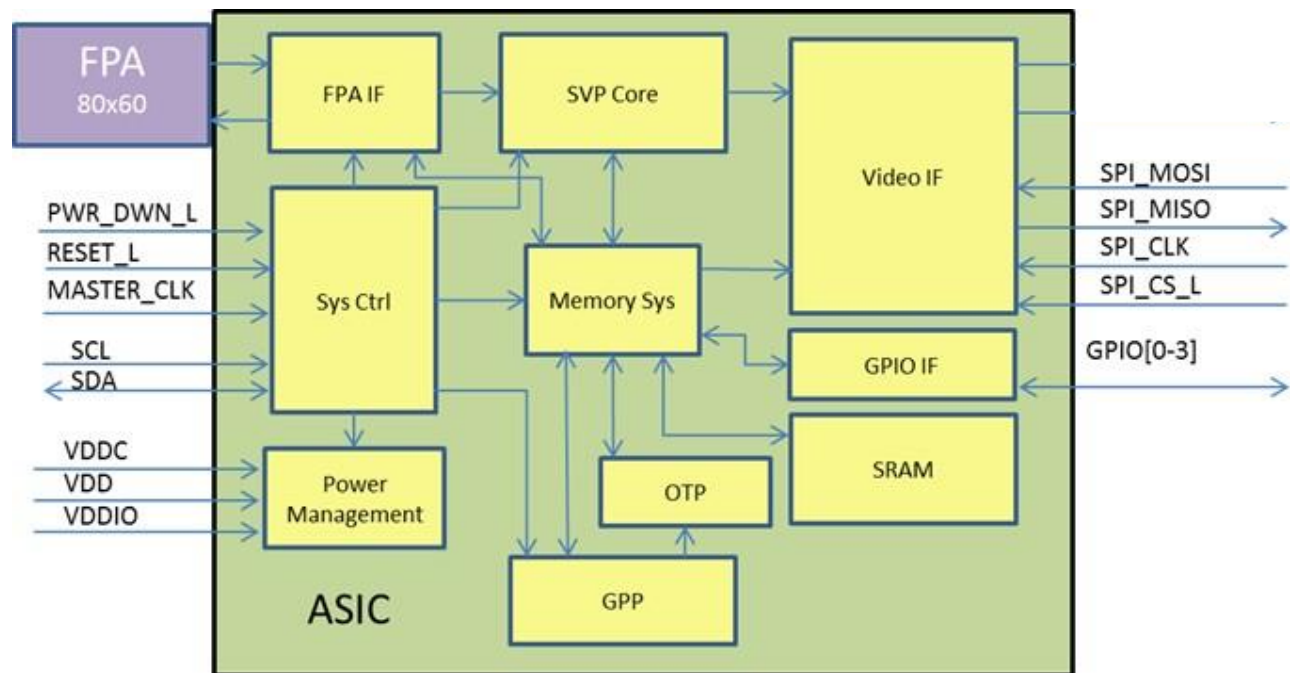 FPA
80x60
FPA IF
SVP Core
Video IF
PWR_DWN_L
RESET_L
MASTER_CLK
SCL
SDA
Sys Ctrl
Memory Sys
SPI_MOSI
SPI_MISO
SPI_CLK
SPI_CS_L
GPIO IF
GPIO[0-3]
VDDC
VDD
VDDIO
Power
Management
OTP
SRAM
GPP
ASIC